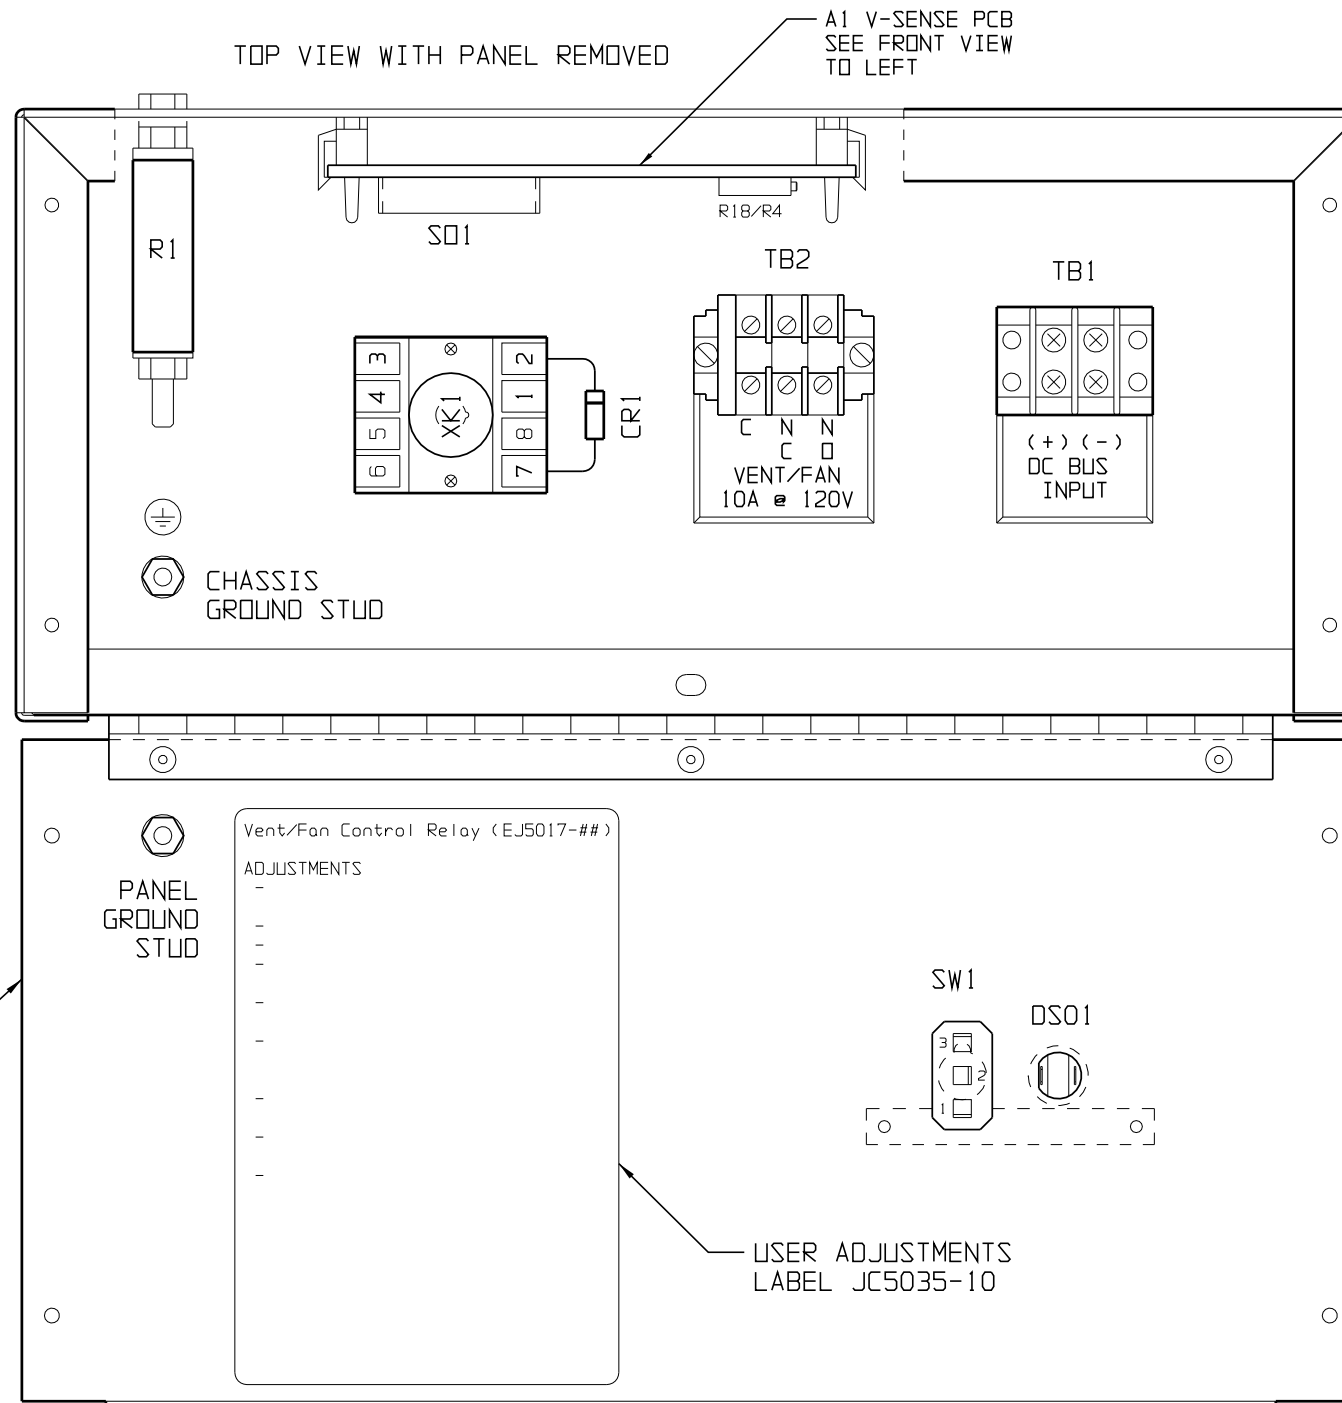 TOP VIEW WITH PANEL REMOVED
A1 V-SENSE PCB
SEE FRONT VIEW
TO LEFT
R1
SO1
R18/R4
TB2
TB1
3
4
5
6
XK1
2
1
8
7
CR1
C N N
C O
VENT/FAN
10A @ 120V
(+) (-)
DC BUS
INPUT
CHASSIS
GROUND STUD
PANEL
GROUND
STUD
Vent/Fan Control Relay (EJ5017-##)
ADJUSTMENTS
-
-
-
-
-
-
-
-
-
SW1
3
2
1
DSO1
USER ADJUSTMENTS
LABEL JC5035-10